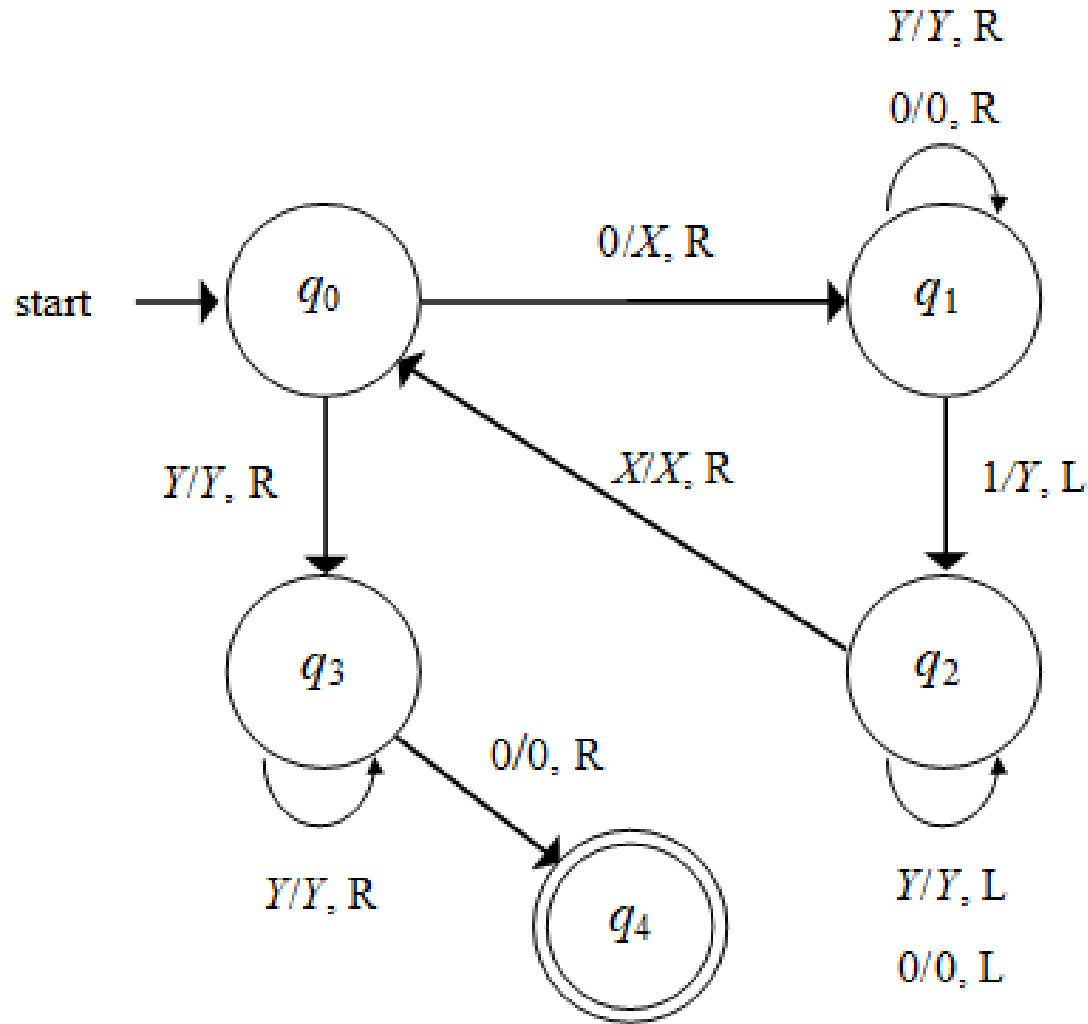 Y/Y, R
0/0, R
0/X, R
start
q0
q1
Y/Y, R
X/X, R
1/Y, L
q3
q2
0/0, R
Y/Y, R
q4
Y/Y, L
0/0, L